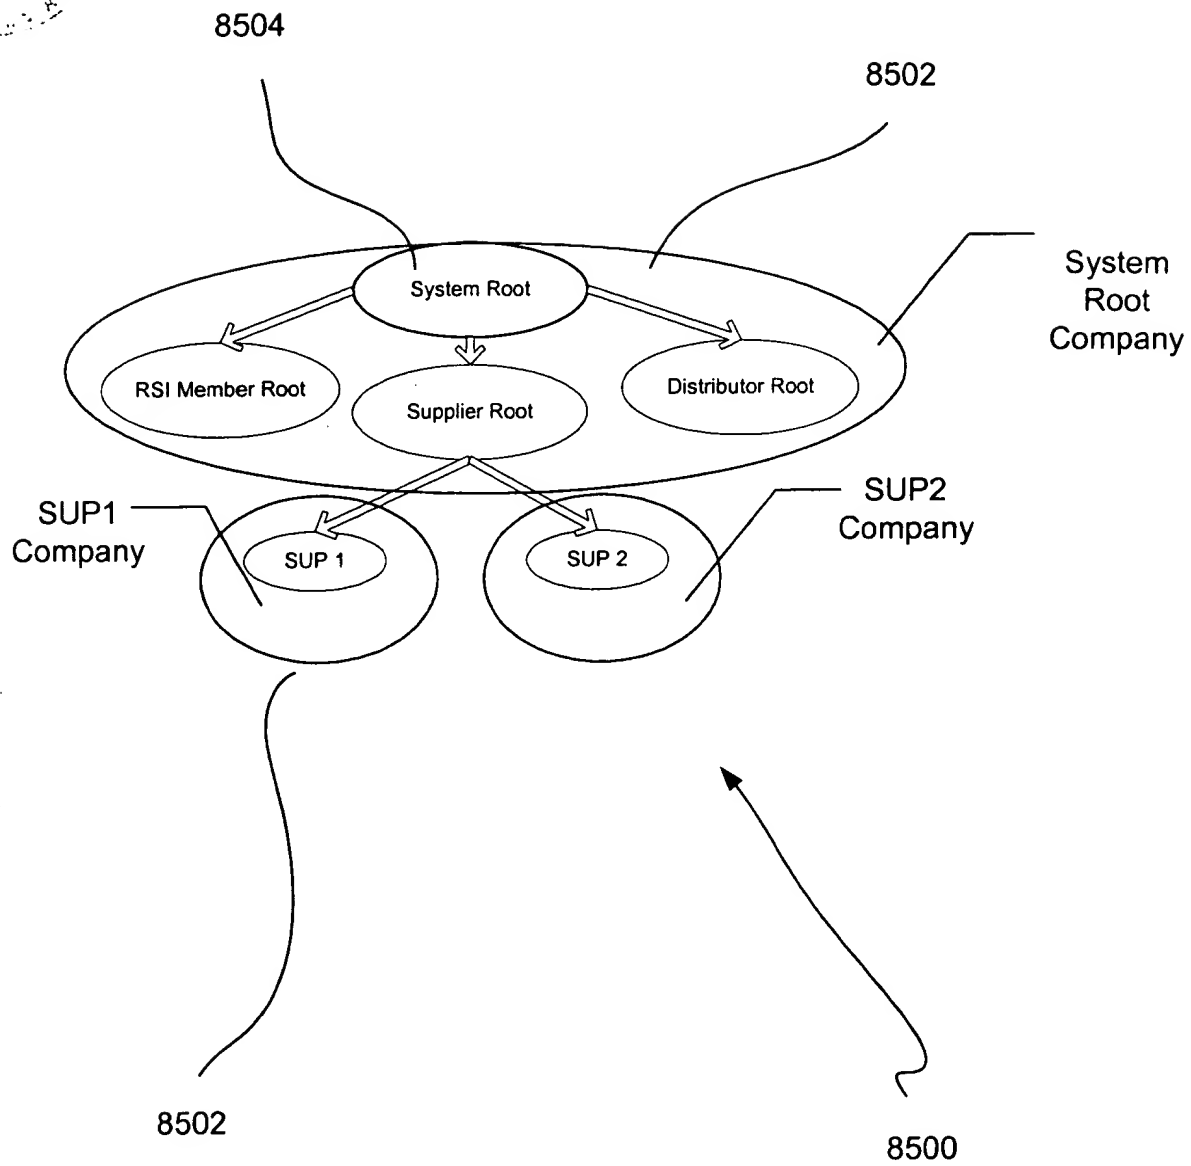 8504
8502
System Root
System
Root
Company
RSI Member Root
Supplier Root
Distributor Root
SUP1
Company
SUP2
Company
SUP 1
SUP 2
8502
8500